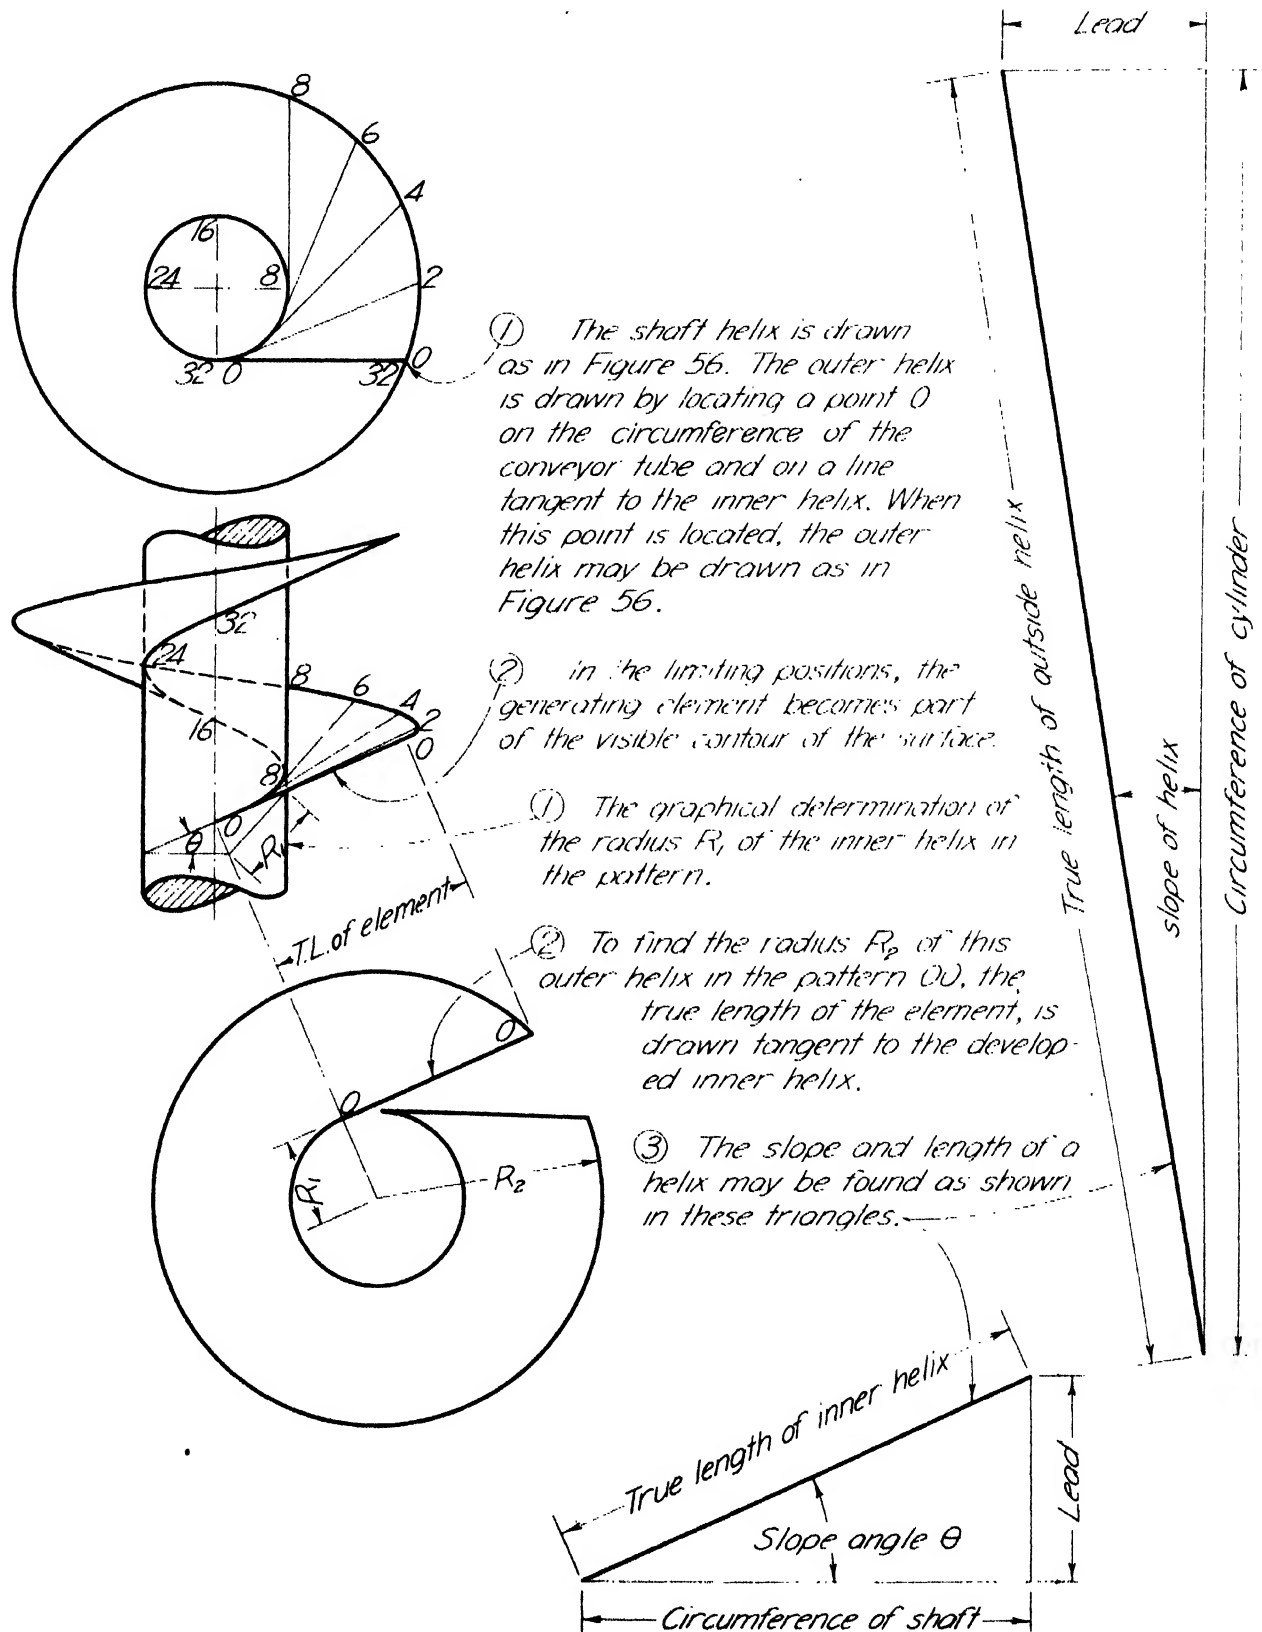 Lead
8
6
4
2
0
16
24
8
32 0
32
① The shaft helix is drawn
as in Figure 56. The outer helix
is drawn by locating a point 0
on the circumference of the
conveyor tube and on a line
tangent to the inner helix. When
this point is located, the outer
helix may be drawn as in
Figure 56.
32
24
16
8
8
6
4
2
0
0
θ
R₁
② In the limiting positions, the
generating element becomes part
of the visible contour of the surface.
① The graphical determination of
the radius R₁ of the inner helix in
the pattern.
T.L. of element
② To find the radius R₂ of this
outer helix in the pattern 00, the
true length of the element, is
drawn tangent to the develop-
ed inner helix.
0
0
R₁
R₂
③ The slope and length of a
helix may be found as shown
in these triangles.
True length of outside helix
slope of helix
Circumference of cylinder
True length of inner helix
Slope angle θ
Lead
Circumference of shaft